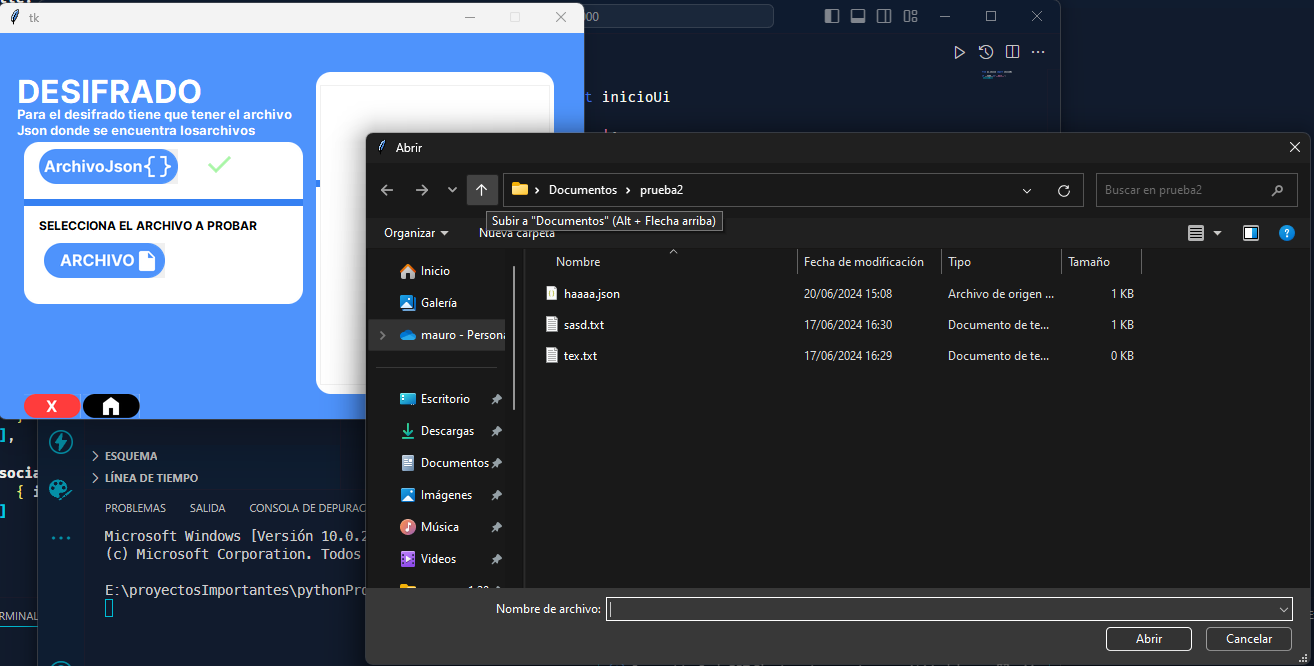 tk
000
DESIFRADO
Para el desifrado tiene que tener el archivo
Json donde se encuentra losarchivos
ArchivoJson{}
SELECCIONA EL ARCHIVO A PROBAR
ARCHIVO
X
inicioUi
Abrir
Documentos
prueba2
Buscar en prueba2
Subir a "Documentos" (Alt + Flecha arriba)
Organizar
Nueva carpeta
Inicio
Galería
mauro - Persona
Escritorio
Descargas
Documentos
Imágenes
Música
Videos
Nombre
Fecha de modificación
Tipo
Tamaño
haaaa.json
20/06/2024 15:08
Archivo de origen ...
1 KB
sasd.txt
17/06/2024 16:30
Documento de te...
1 KB
tex.txt
17/06/2024 16:29
Documento de te...
0 KB
Nombre de archivo:
Abrir
Cancelar
],
socia
{ i
]
ESQUEMA
LÍNEA DE TIEMPO
PROBLEMAS
SALIDA
CONSOLA DE DEPURAC
Microsoft Windows [Versión 10.0.2
(c) Microsoft Corporation. Todos
E:\proyectosImportantes\pythonPro
RMINAL